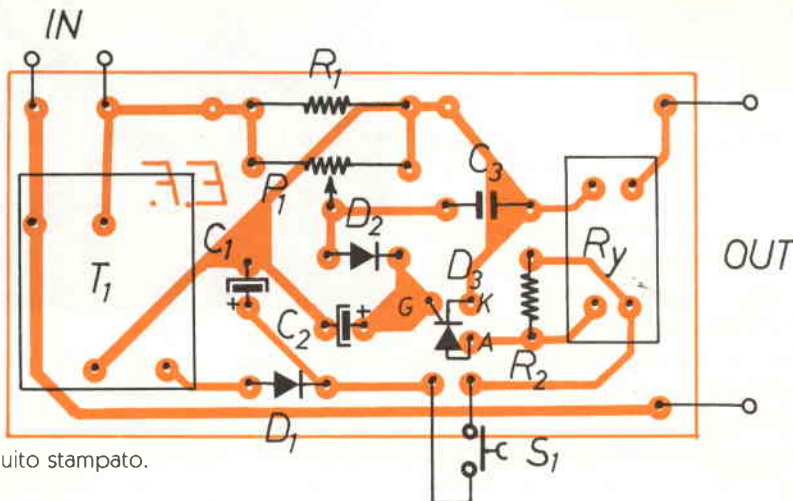 IN
R1
E.F.
P1
C3
D2
C1
D3
Ry
OUT
T1
+
G
K
C2
+
A
R2
D1
S1
uito stampato.